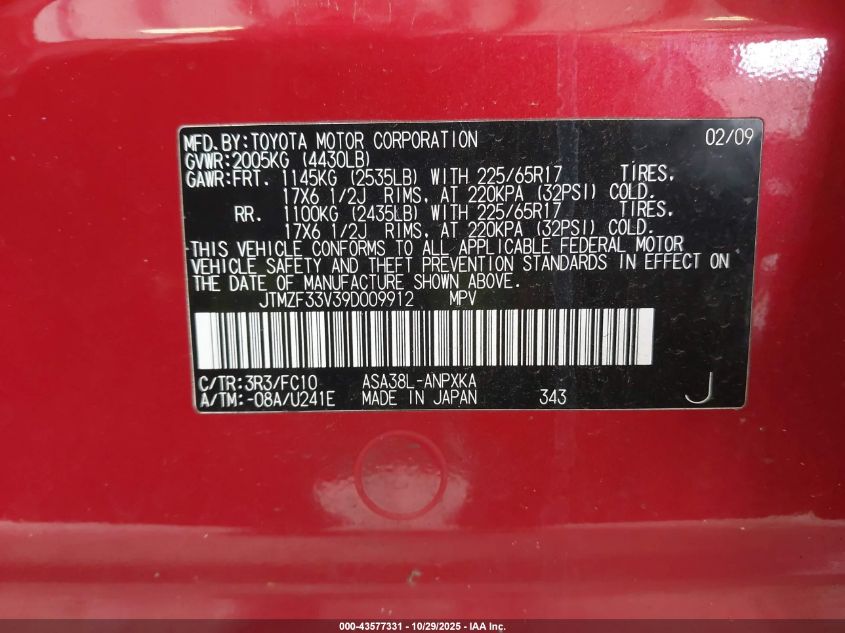 MFD. BY: TOYOTA MOTOR CORPORATION 02/09
GVWR: 2005KG (4430LB)
GAWR: FRT. 1145KG (2535LB) WITH 225/65R17 TIRES.
17X6 1/2J RIMS, AT 220KPA (32PSI) COLD.
RR. 1100KG (2435LB) WITH 225/65R17 TIRES.
17X6 1/2J RIMS, AT 220KPA (32PSI) COLD.
THIS VEHICLE CONFORMS TO ALL APPLICABLE FEDERAL MOTOR
VEHICLE SAFETY AND THEFT PREVENTION STANDARDS IN EFFECT ON
THE DATE OF MANUFACTURE SHOWN ABOVE.
JTMZF33V39D009912 MPV
C/TR: 3R3/FC10 ASA38L-ANPXKA
A/TM: -08A/U241E MADE IN JAPAN 343 J
000-43577331 - 10/29/2025 - IAA Inc.